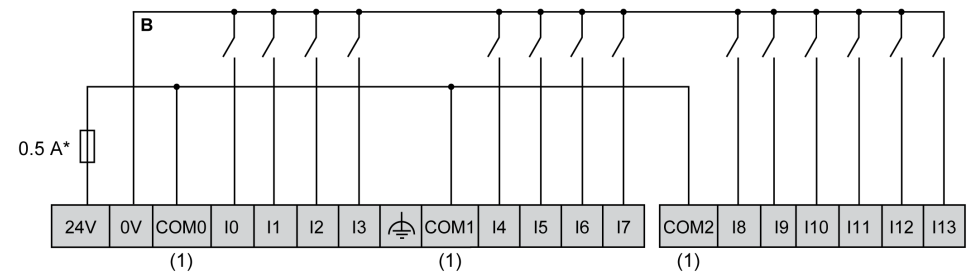 B
0.5 A*
24V 0V COM0 I0 I1 I2 I3 COM1 I4 I5 I6 I7 COM2 I8 I9 I10 I11 I12 I13
(1) (1) (1)